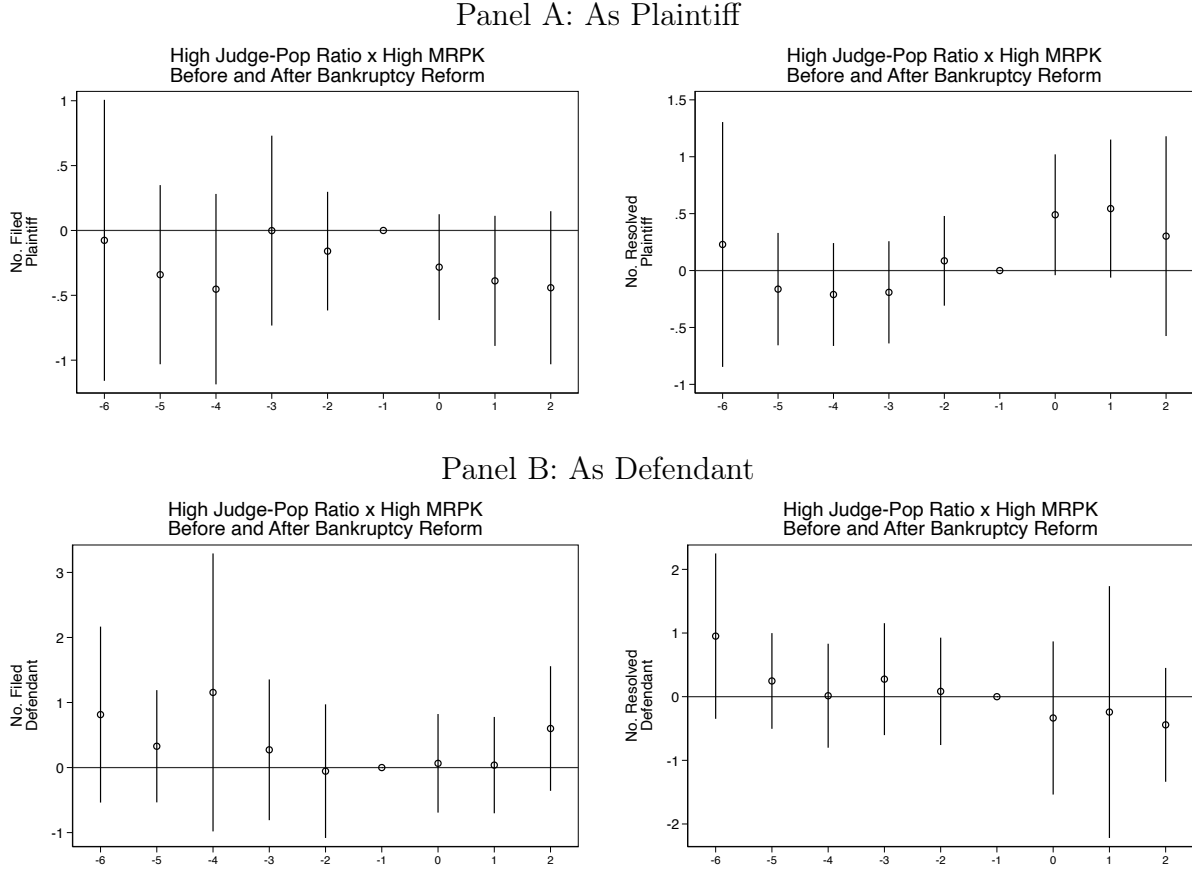 Panel A: As Plaintiff
High Judge-Pop Ratio x High MRPK
Before and After Bankruptcy Reform
No. Filed
Plaintiff
1
.5
0
-.5
-1
-6 -5 -4 -3 -2 -1 0 1 2
High Judge-Pop Ratio x High MRPK
Before and After Bankruptcy Reform
No. Resolved
Plaintiff
1.5
1
.5
0
-.5
-1
-6 -5 -4 -3 -2 -1 0 1 2
Panel B: As Defendant
High Judge-Pop Ratio x High MRPK
Before and After Bankruptcy Reform
No. Filed
Defendant
3
2
1
0
-1
-6 -5 -4 -3 -2 -1 0 1 2
High Judge-Pop Ratio x High MRPK
Before and After Bankruptcy Reform
No. Resolved
Defendant
2
1
0
-1
-2
-6 -5 -4 -3 -2 -1 0 1 2